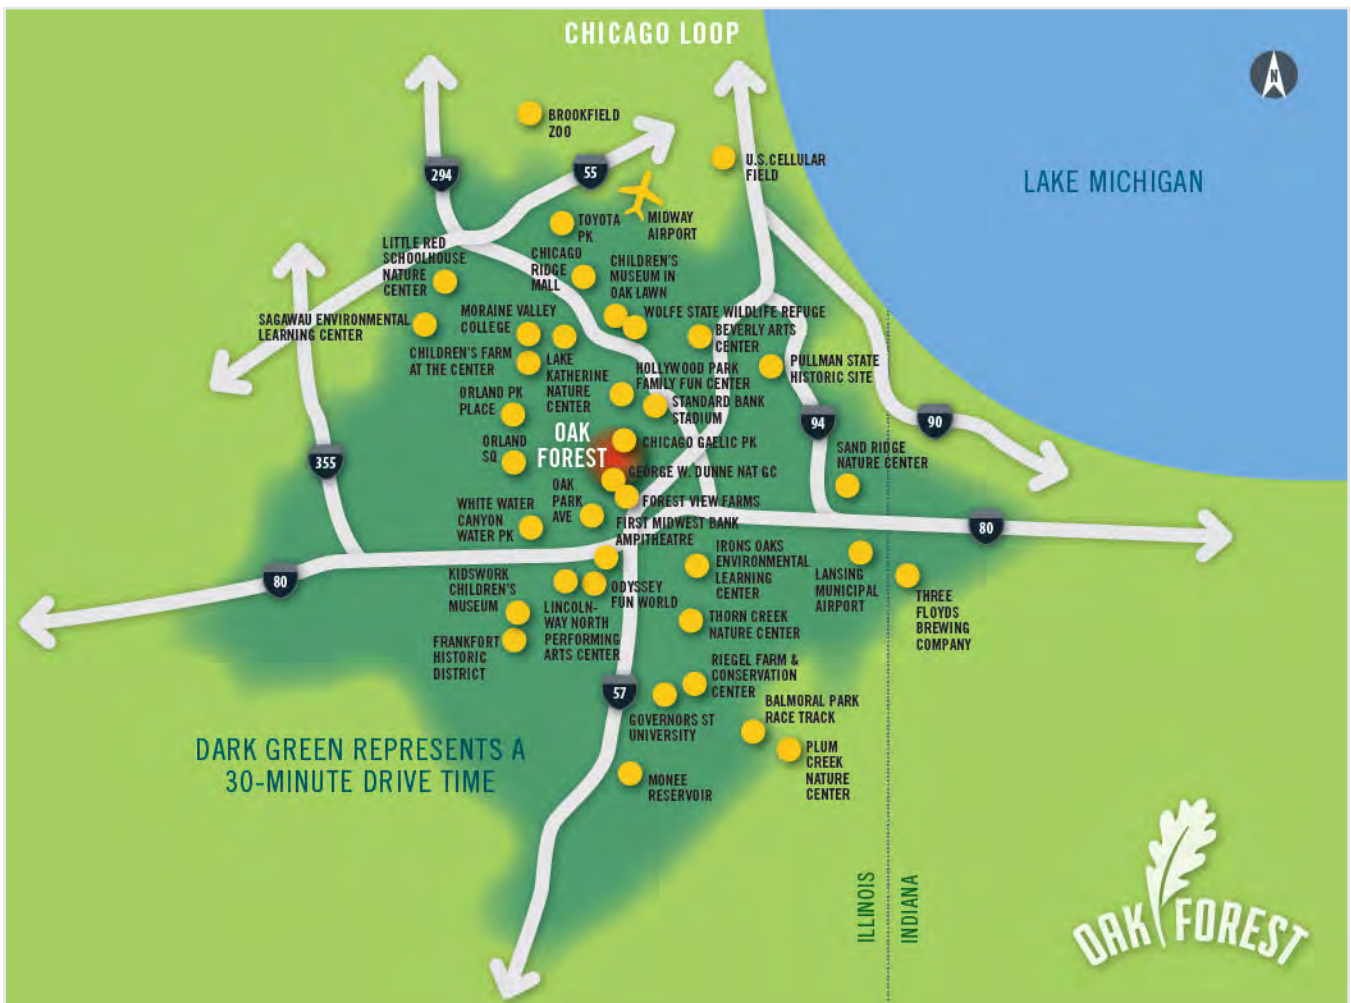 CHICAGO LOOP
N
BROOKFIELD
ZOO
U.S.CELLULAR
FIELD
LAKE MICHIGAN
294
55
TOYOTA
PK
MIDWAY
AIRPORT
LITTLE RED
SCHOOLHOUSE
NATURE
CENTER
CHICAGO
RIDGE
MALL
CHILDREN'S
MUSEUM IN
OAK LAWN
SAGAWAU ENVIRONMENTAL
LEARNING CENTER
MORAINE VALLEY
COLLEGE
WOLFE STATE WILDLIFE REFUGE
BEVERLY ARTS
CENTER
CHILDREN'S FARM
AT THE CENTER
LAKE
KATHERINE
NATURE
CENTER
HOLLYWOOD PARK
FAMILY FUN CENTER
PULLMAN STATE
HISTORIC SITE
ORLAND PK
PLACE
STANDARD BANK
STADIUM
94
90
OAK
FOREST
CHICAGO GAELIC PK
ORLAND
SQ
355
SAND RIDGE
NATURE CENTER
GEORGE W. DUNNE NAT GC
OAK
PARK
AVE
FOREST VIEW FARMS
WHITE WATER
CANYON
WATER PK
FIRST MIDWEST BANK
AMPITHEATRE
80
IRONS OAKS
ENVIRONMENTAL
LEARNING
CENTER
80
KIDSWORK
CHILDREN'S
MUSEUM
ODYSSEY
FUN WORLD
LANSING
MUNICIPAL
AIRPORT
THREE
FLOYDS
BREWING
COMPANY
LINCOLN-
WAY NORTH
PERFORMING
ARTS CENTER
THORN CREEK
NATURE CENTER
FRANKFORT
HISTORIC
DISTRICT
RIEGEL FARM &
CONSERVATION
CENTER
57
GOVERNORS ST
UNIVERSITY
BALMORAL PARK
RACE TRACK
PLUM
CREEK
NATURE
CENTER
DARK GREEN REPRESENTS A
30-MINUTE DRIVE TIME
MONEE
RESERVOIR
ILLINOIS
INDIANA
OAK FOREST